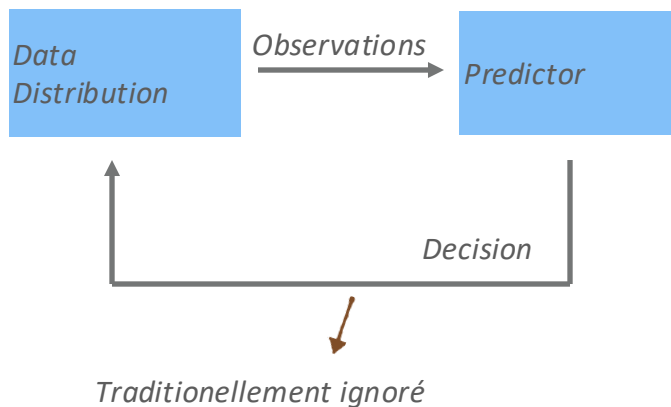 Data
Distribution
Observations
Predictor
Decision
Traditionellement ignoré